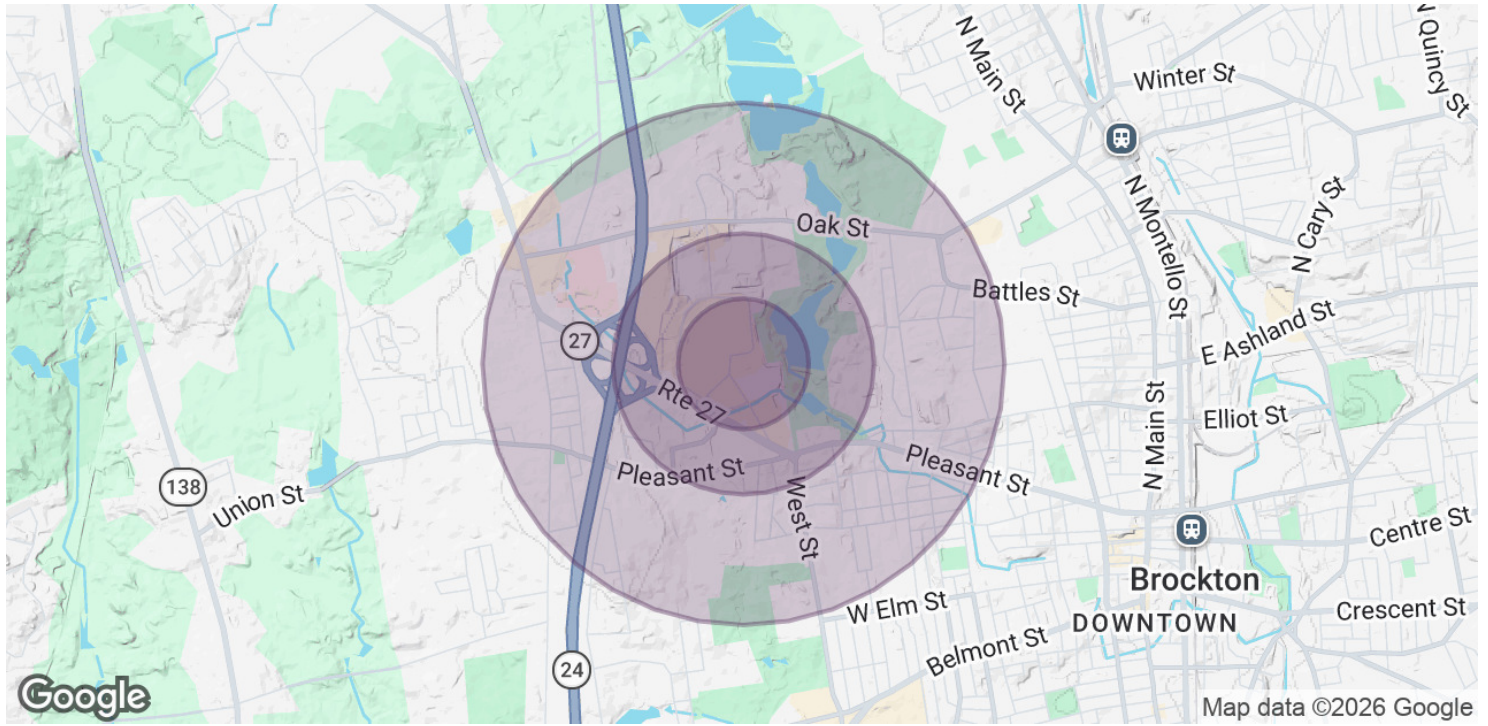 N Main St
Winter St
N Quincy St
N Montello St
N Cary St
Oak St
Battles St
E Ashland St
27
Rte 27
N Main St
Elliot St
Pleasant St
Pleasant St
138
Union St
West St
Centre St
Brockton
DOWNTOWN
W Elm St
Crescent St
Belmont St
24
Google
Map data ©2026 Google